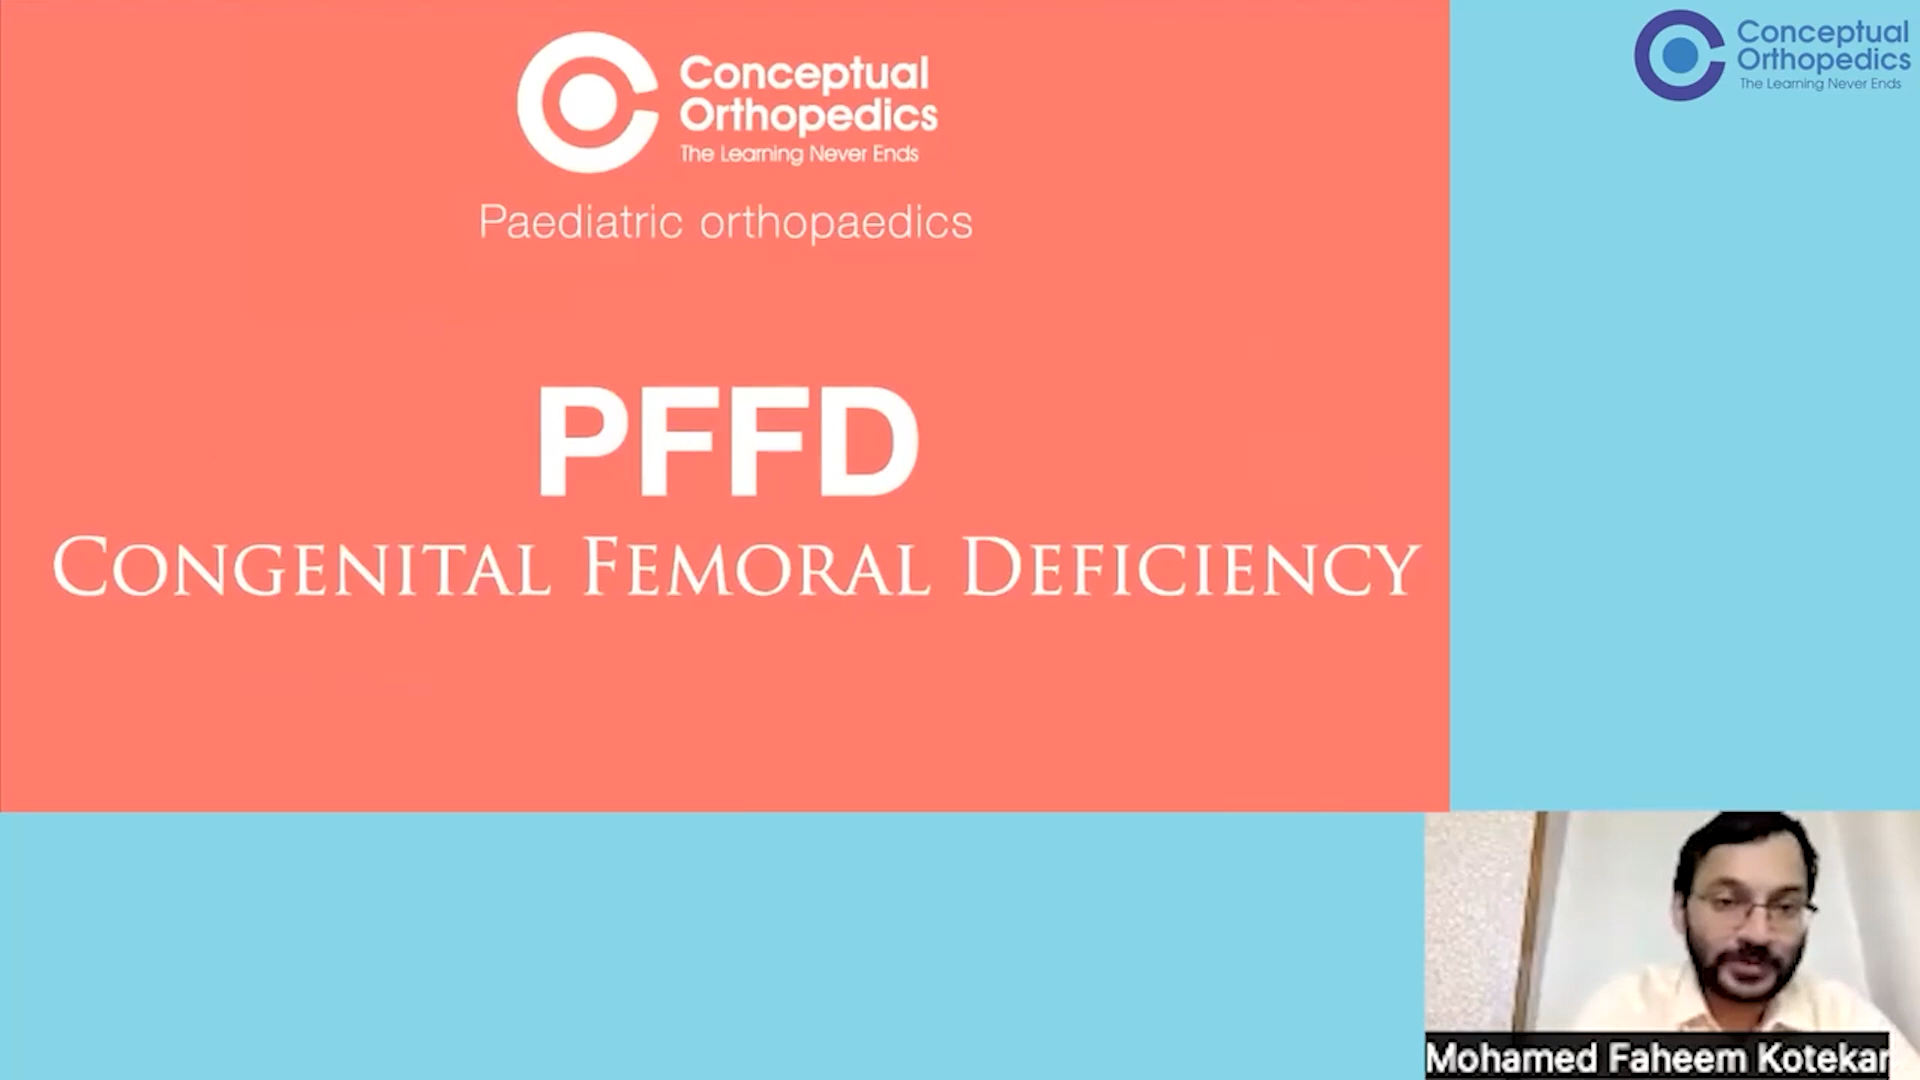 Conceptual
Orthopedics
The Learning Never Ends
Paediatric orthopaedics
PFFD
CONGENITAL FEMORAL DEFICIENCY
Conceptual
Orthopedics
The Learning Never Ends
Mohamed Faheem Kotekar